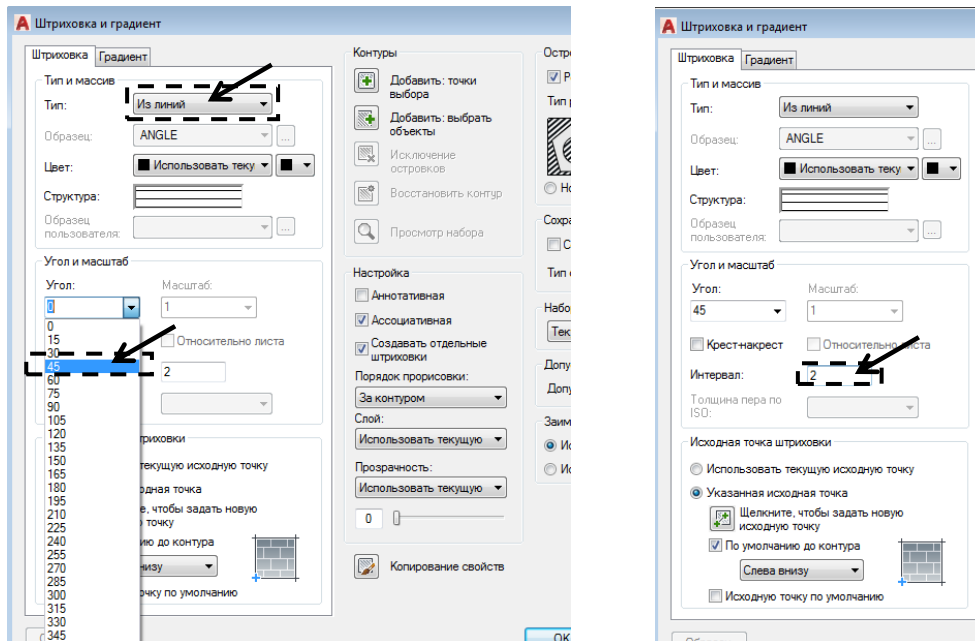 Штриховка и градиент
Штриховка Градиент
Тип и массив
Тип: Из линий
Образец: ANGLE ...
Цвет: Использовать теку
Структура:
Образец
пользователя: ...
Угол и масштаб
Угол: Масштаб:
0 1
0
15
30 Относительно листа
45
60 2
75
90
105
120
135 штриховки
150
165 текущую исходную точку
180
195 одная точка
210 е, чтобы задать новую
225 точку
240 ию до контура
255
270 низу
285
300 очку по умолчанию
315
330
345
Контуры
Добавить: точки
выбора
Добавить: выбрать
объекты
Исключение
островков
Восстановить контур
Просмотр набора
Настройка
Аннотативная
Ассоциативная
Создавать отдельные
штриховки
Порядок прорисовки:
За контуром
Слой:
Использовать текущую
Прозрачность:
Использовать текущую
0
Копирование свойств
Остро
Р
Тип р
Но
Сохра
С
Тип
Набо
Тек
Допу
Допу
Заим
Ис
Ис
OK
Штриховка и градиент
Штриховка Градиент
Тип и массив
Тип: Из линий
Образец: ANGLE ...
Цвет: Использовать теку
Структура:
Образец
пользователя: ...
Угол и масштаб
Угол: Масштаб:
45 1
Крест-накрест Относительно листа
Интервал: 2
Толщина пера по
ISO:
Исходная точка штриховки
Использовать текущую исходную точку
Указанная исходная точка
Щелкните, чтобы задать новую
исходную точку
По умолчанию до контура
Слева внизу
Исходную точку по умолчанию